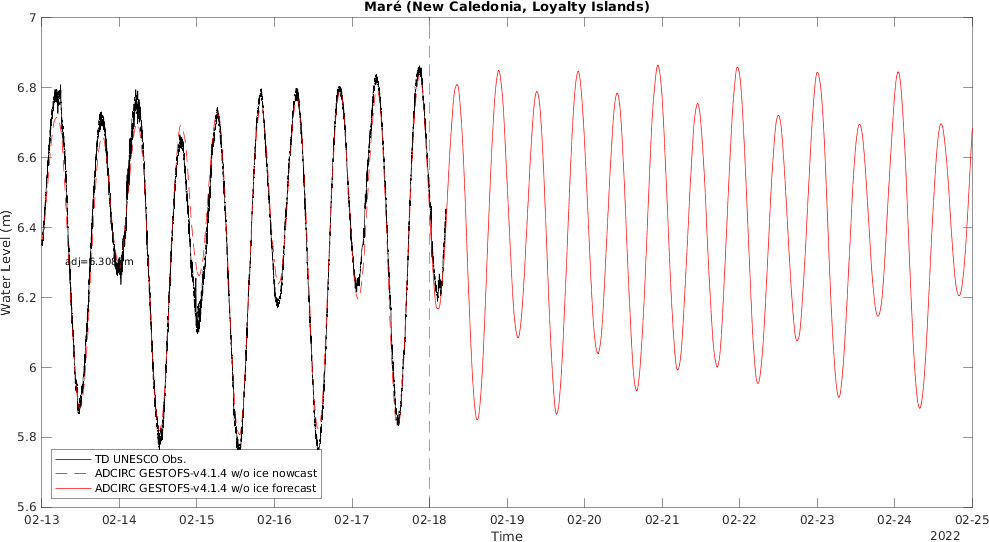 Maré (New Caledonia, Loyalty Islands)
7
6.8
6.6
6.4
6.2
6
5.8
5.6
Water Level (m)
TD UNESCO Obs.
ADCIRC GESTOFS-v4.1.4 w/o ice nowcast
ADCIRC GESTOFS-v4.1.4 w/o ice forecast
02-13 02-14 02-15 02-16 02-17 02-18 02-19 02-20 02-21 02-22 02-23 02-24 02-25
Time
2022